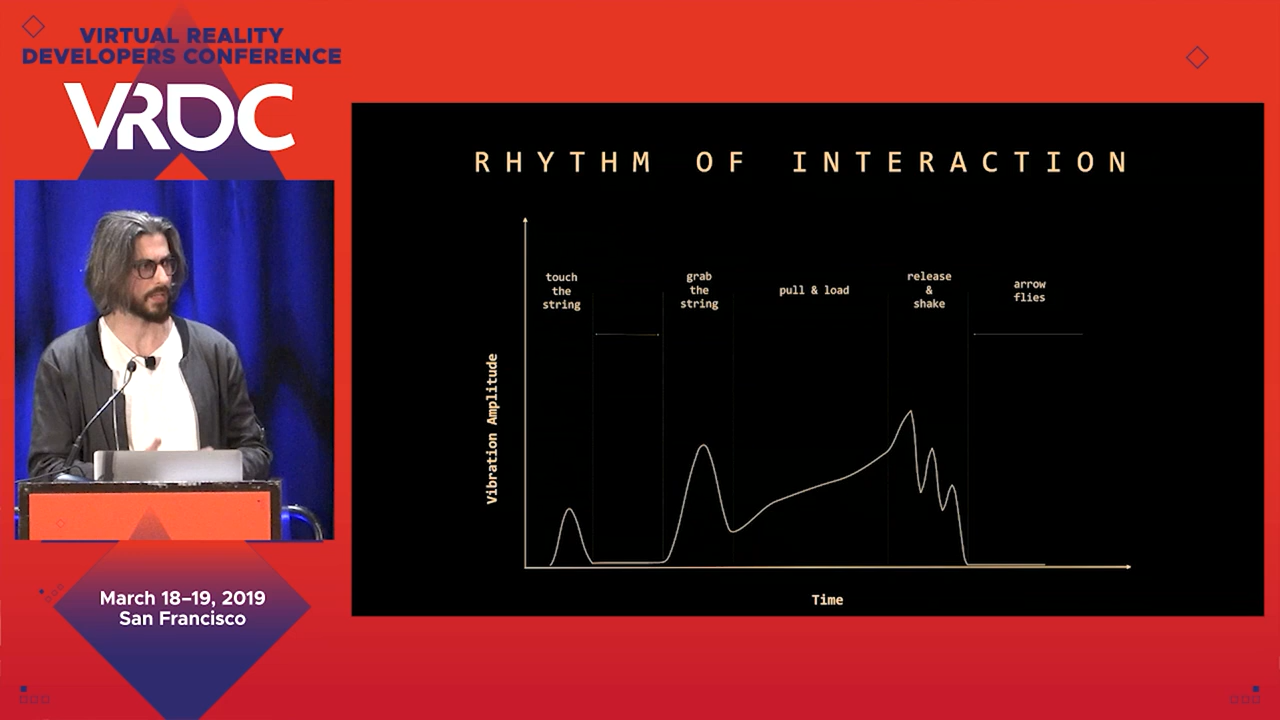 VIRTUAL REALITY
DEVELOPERS CONFERENCE
VRDC
March 18–19, 2019
San Francisco
RHYTHM OF INTERACTION
touch
the
string
grab
the
string
pull & load
release
&
shake
arrow
flies
Vibration Amplitude
Time